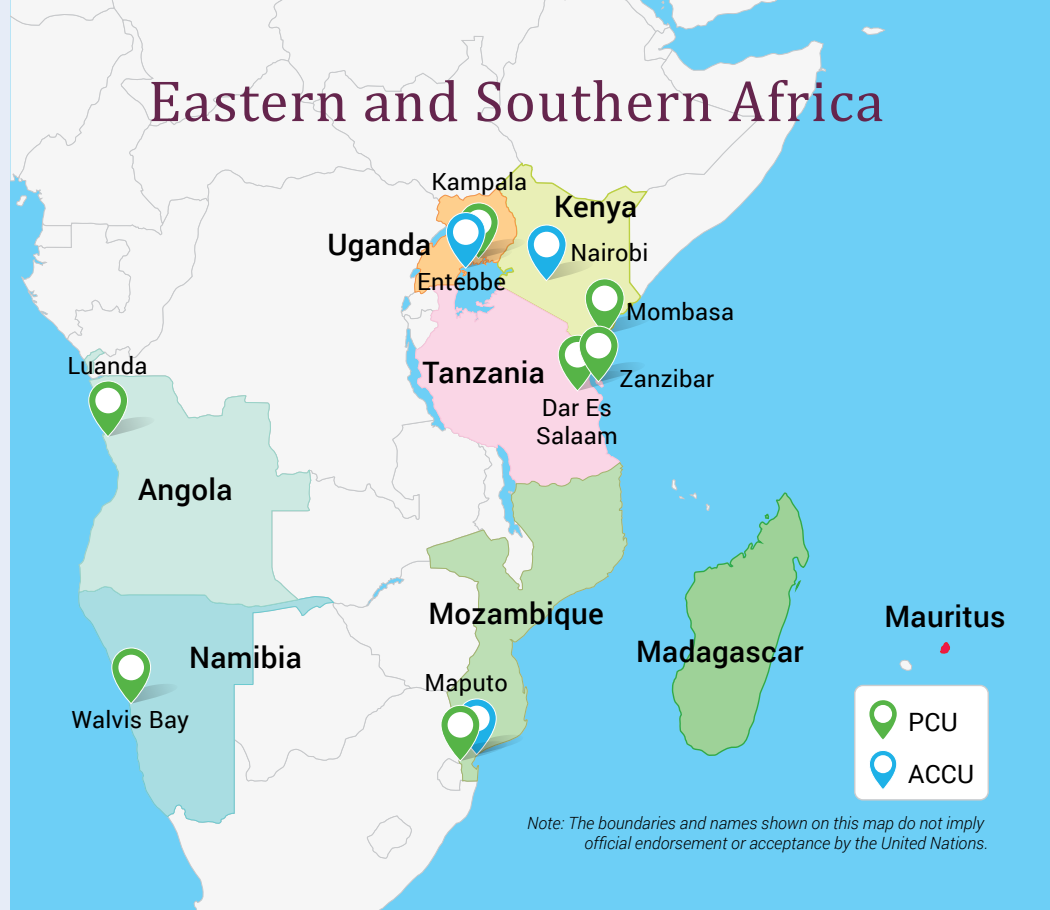 Eastern and Southern Africa
Kampala
Kenya
Uganda
Nairobi
Entebbe
Mombasa
Luanda
Tanzania
Zanzibar
Dar Es
Salaam
Angola
Mozambique
Mauritus
Madagascar
Namibia
Maputo
Walvis Bay
PCU
ACCU
Note: The boundaries and names shown on this map do not imply
official endorsement or acceptance by the United Nations.